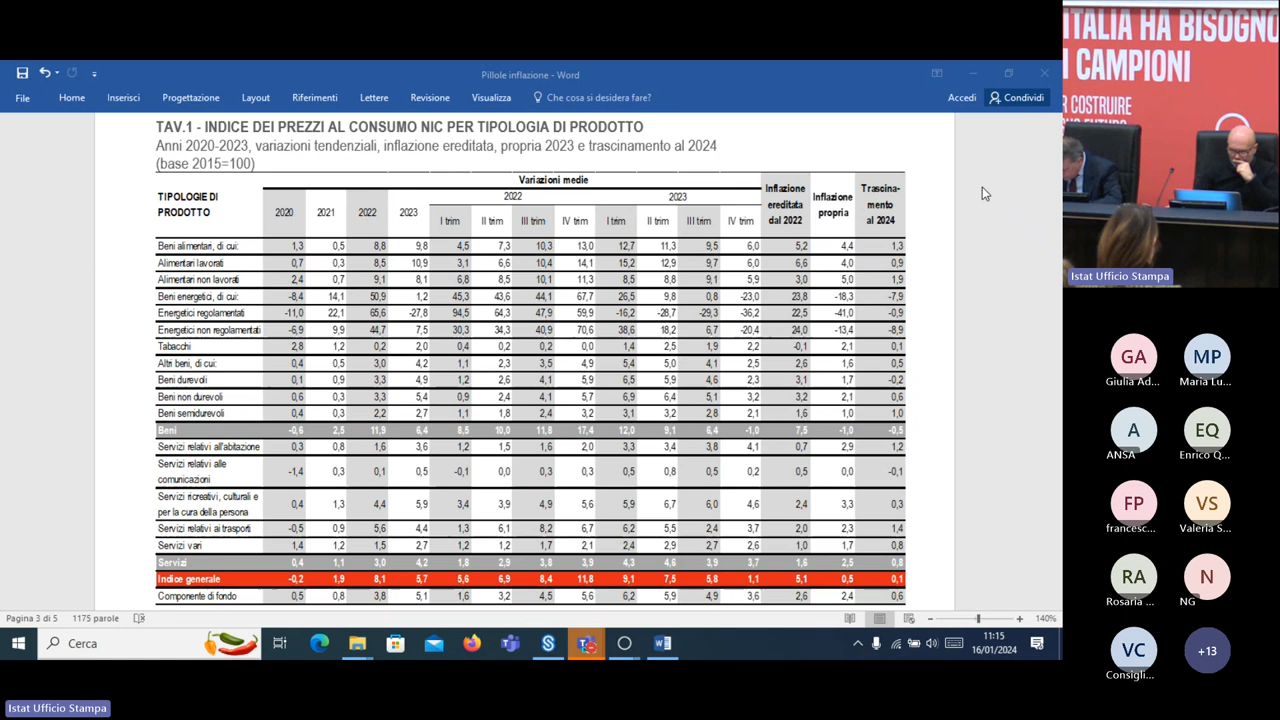 Pillole inflazione - Word
File Home Inserisci Progettazione Layout Riferimenti Lettere Revisione Visualizza Che cosa si desidera fare? Accedi Condividi
TAV.1 - INDICE DEI PREZZI AL CONSUMO NIC PER TIPOLOGIA DI PRODOTTO
Anni 2020-2023, variazioni tendenziali, inflazione ereditata, propria 2023 e trascinamento al 2024
(base 2015=100)
TIPOLOGIE DI PRODOTTO
Variazioni medie
2020 2021 2022 2023
2022 2023
I trim II trim III trim IV trim I trim II trim III trim IV trim
Inflazione ereditata dal 2022
Inflazione propria
Trascina-mento al 2024
Beni alimentari, di cui: 1,3 0,5 8,8 9,8 4,5 7,3 10,3 13,0 12,7 11,3 9,5 6,0 5,2 4,4 1,3
Alimentari lavorati 0,7 0,3 8,5 10,9 3,1 6,6 10,4 14,1 15,2 12,9 9,7 6,0 6,6 4,0 0,9
Alimentari non lavorati 2,4 0,7 9,1 8,1 6,8 8,5 10,1 11,3 8,5 8,8 9,1 5,9 3,0 5,0 1,9
Beni energetici, di cui: -8,4 14,1 50,9 1,2 45,3 43,6 44,1 67,7 26,5 9,8 0,8 -23,0 23,8 -18,3 -7,9
Energetici regolamentati -11,0 22,1 65,6 -27,8 94,5 64,3 47,9 59,9 -16,2 -28,7 -29,3 -36,2 22,5 -41,0 -0,9
Energetici non regolamentati -6,9 9,9 44,7 7,5 30,3 34,3 40,9 70,6 38,6 18,2 6,7 -20,4 24,0 -13,4 -8,9
Tabacchi 2,8 1,2 0,2 2,0 0,4 0,2 0,2 0,0 1,4 2,5 1,9 2,2 -0,1 2,1 0,1
Altri beni, di cui: 0,4 0,5 3,0 4,2 1,1 2,3 3,5 4,9 5,4 5,0 4,1 2,5 2,6 1,6 0,5
Beni durevoli 0,1 0,9 3,3 4,9 1,2 2,6 4,1 5,9 6,5 5,9 4,6 2,3 3,1 1,7 -0,2
Beni non durevoli 0,6 0,3 3,3 5,4 0,9 2,4 4,1 5,7 6,9 6,4 5,1 3,2 3,2 2,1 0,6
Beni semidurevoli 0,4 0,3 2,2 2,7 1,1 1,8 2,4 3,2 3,1 3,2 2,8 2,1 1,6 1,0 1,0
Beni -0,6 2,5 11,9 6,4 8,5 10,0 11,8 17,4 12,0 9,1 6,4 -1,0 7,5 -1,0 -0,5
Servizi relativi all'abitazione 0,3 0,8 1,6 3,6 1,2 1,5 1,6 2,0 3,3 3,4 3,8 4,1 0,7 2,9 1,2
Servizi relativi alle
comunicazioni -1,4 0,3 0,1 0,5 -0,1 0,0 0,3 0,3 0,5 0,8 0,5 0,2 0,5 0,0 -0,1
Servizi ricreativi, culturali e
per la cura della persona 0,4 1,3 4,4 5,9 3,4 3,9 4,9 5,6 5,9 6,7 6,0 4,6 2,4 3,3 0,3
Servizi relativi ai trasporti -0,5 0,9 5,6 4,4 1,3 6,1 8,2 6,7 6,2 5,5 2,4 3,7 2,0 2,3 1,4
Servizi vari 1,4 1,2 1,5 2,7 1,2 1,2 1,7 2,1 2,4 2,9 2,7 2,6 1,0 1,7 0,8
Servizi 0,4 1,1 3,0 4,2 1,8 2,9 3,8 3,9 4,3 4,6 3,9 3,7 1,6 2,5 0,8
Indice generale -0,2 1,9 8,1 5,7 5,6 6,9 8,4 11,8 9,1 7,5 5,8 1,1 5,1 0,5 0,1
Componente di fondo 0,5 0,8 3,8 5,1 1,6 3,2 4,5 5,6 6,2 5,9 4,9 3,6 2,6 2,4 0,6
Pagina 3 di 5 1175 parole 140%
Cerca
11:15
16/01/2024
Istat Ufficio Stampa
ITALIA HA BISOGNO
I CAMPIONI
R COSTRUIRE
Istat Ufficio Stampa
GA MP
Giulia Ad... Maria Lu...
A EQ
ANSA Enrico Q...
FP VS
francesc... Valeria S...
RA N
Rosaria ... NG
VC +13
Consigli...